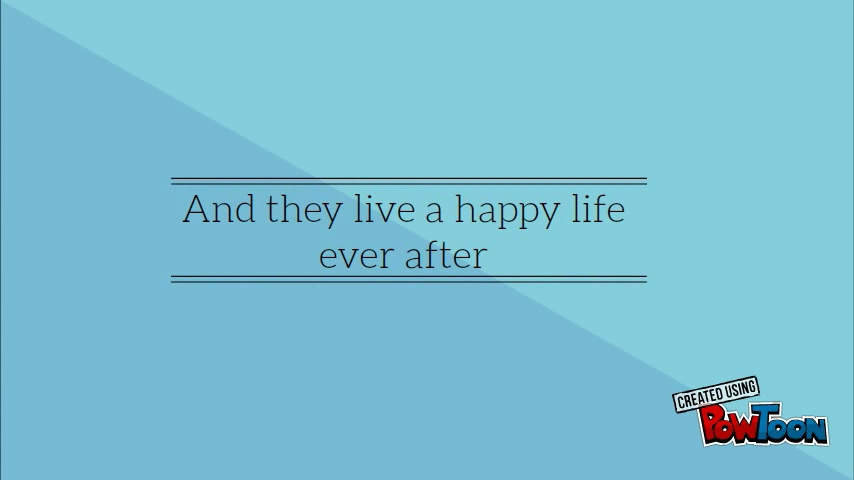 And they live a happy life
ever after
CREATED USING
POWTOON